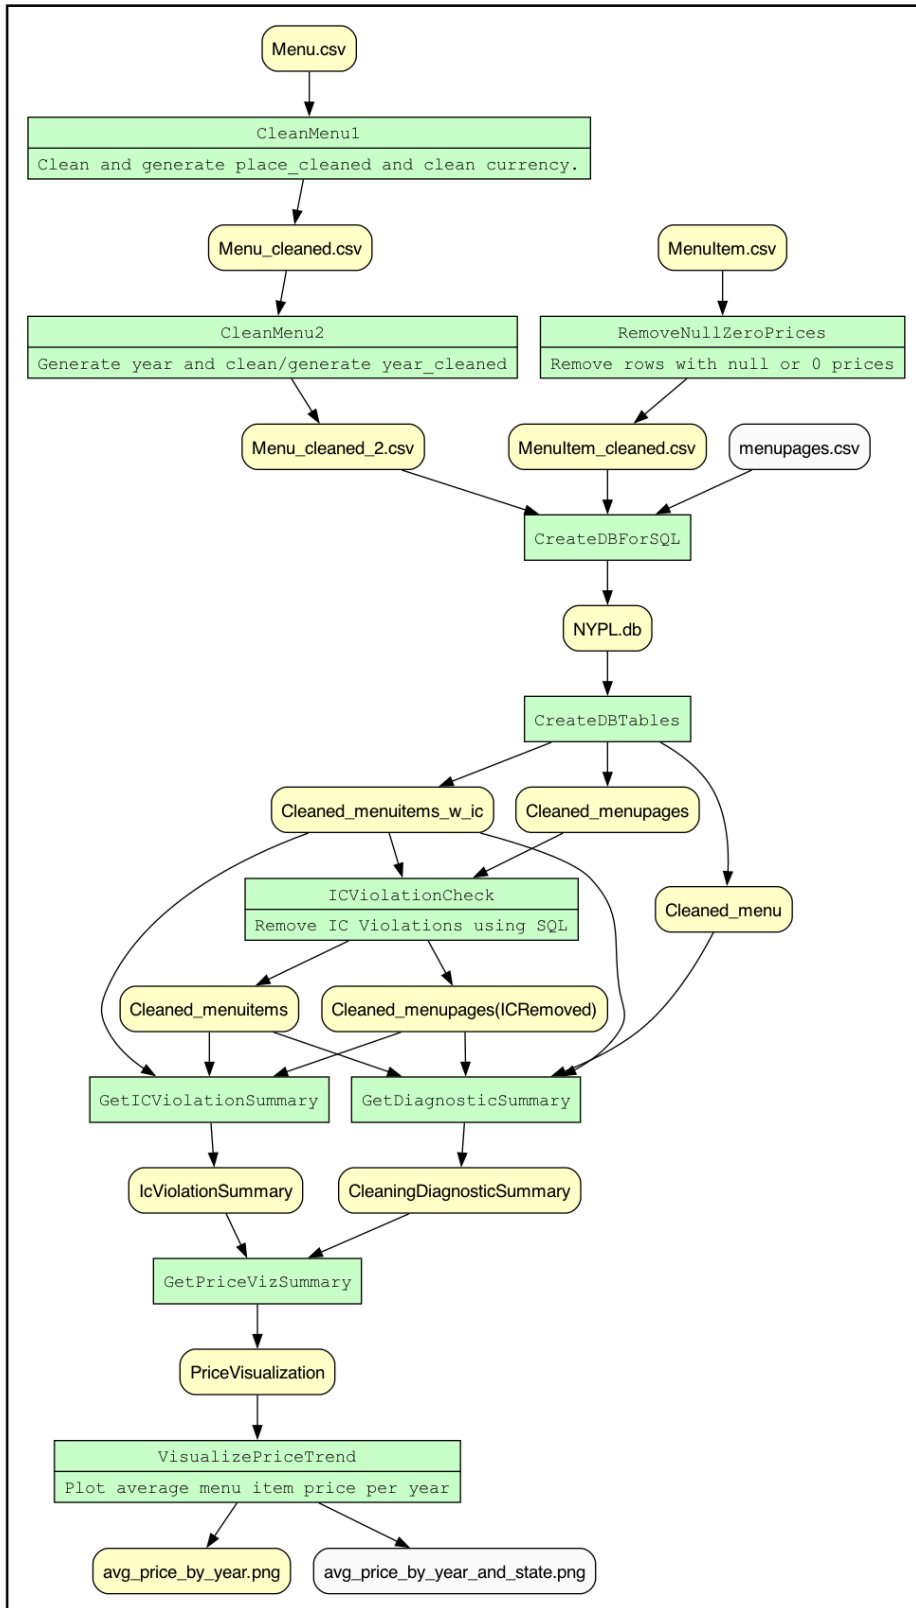 Menu.csv
CleanMenu1
Clean and generate place_cleaned and clean currency.
Menu_cleaned.csv
MenuItem.csv
CleanMenu2
Generate year and clean/generate year_cleaned
RemoveNullZeroPrices
Remove rows with null or 0 prices
Menu_cleaned_2.csv
MenuItem_cleaned.csv
menupages.csv
CreateDBForSQL
NYPL.db
CreateDBTables
Cleaned_menuitems_w_ic
Cleaned_menupages
ICViolationCheck
Remove IC Violations using SQL
Cleaned_menu
Cleaned_menuitems
Cleaned_menupages(ICRemoved)
GetICViolationSummary
GetDiagnosticSummary
IcViolationSummary
CleaningDiagnosticSummary
GetPriceVizSummary
PriceVisualization
VisualizePriceTrend
Plot average menu item price per year
avg_price_by_year.png
avg_price_by_year_and_state.png